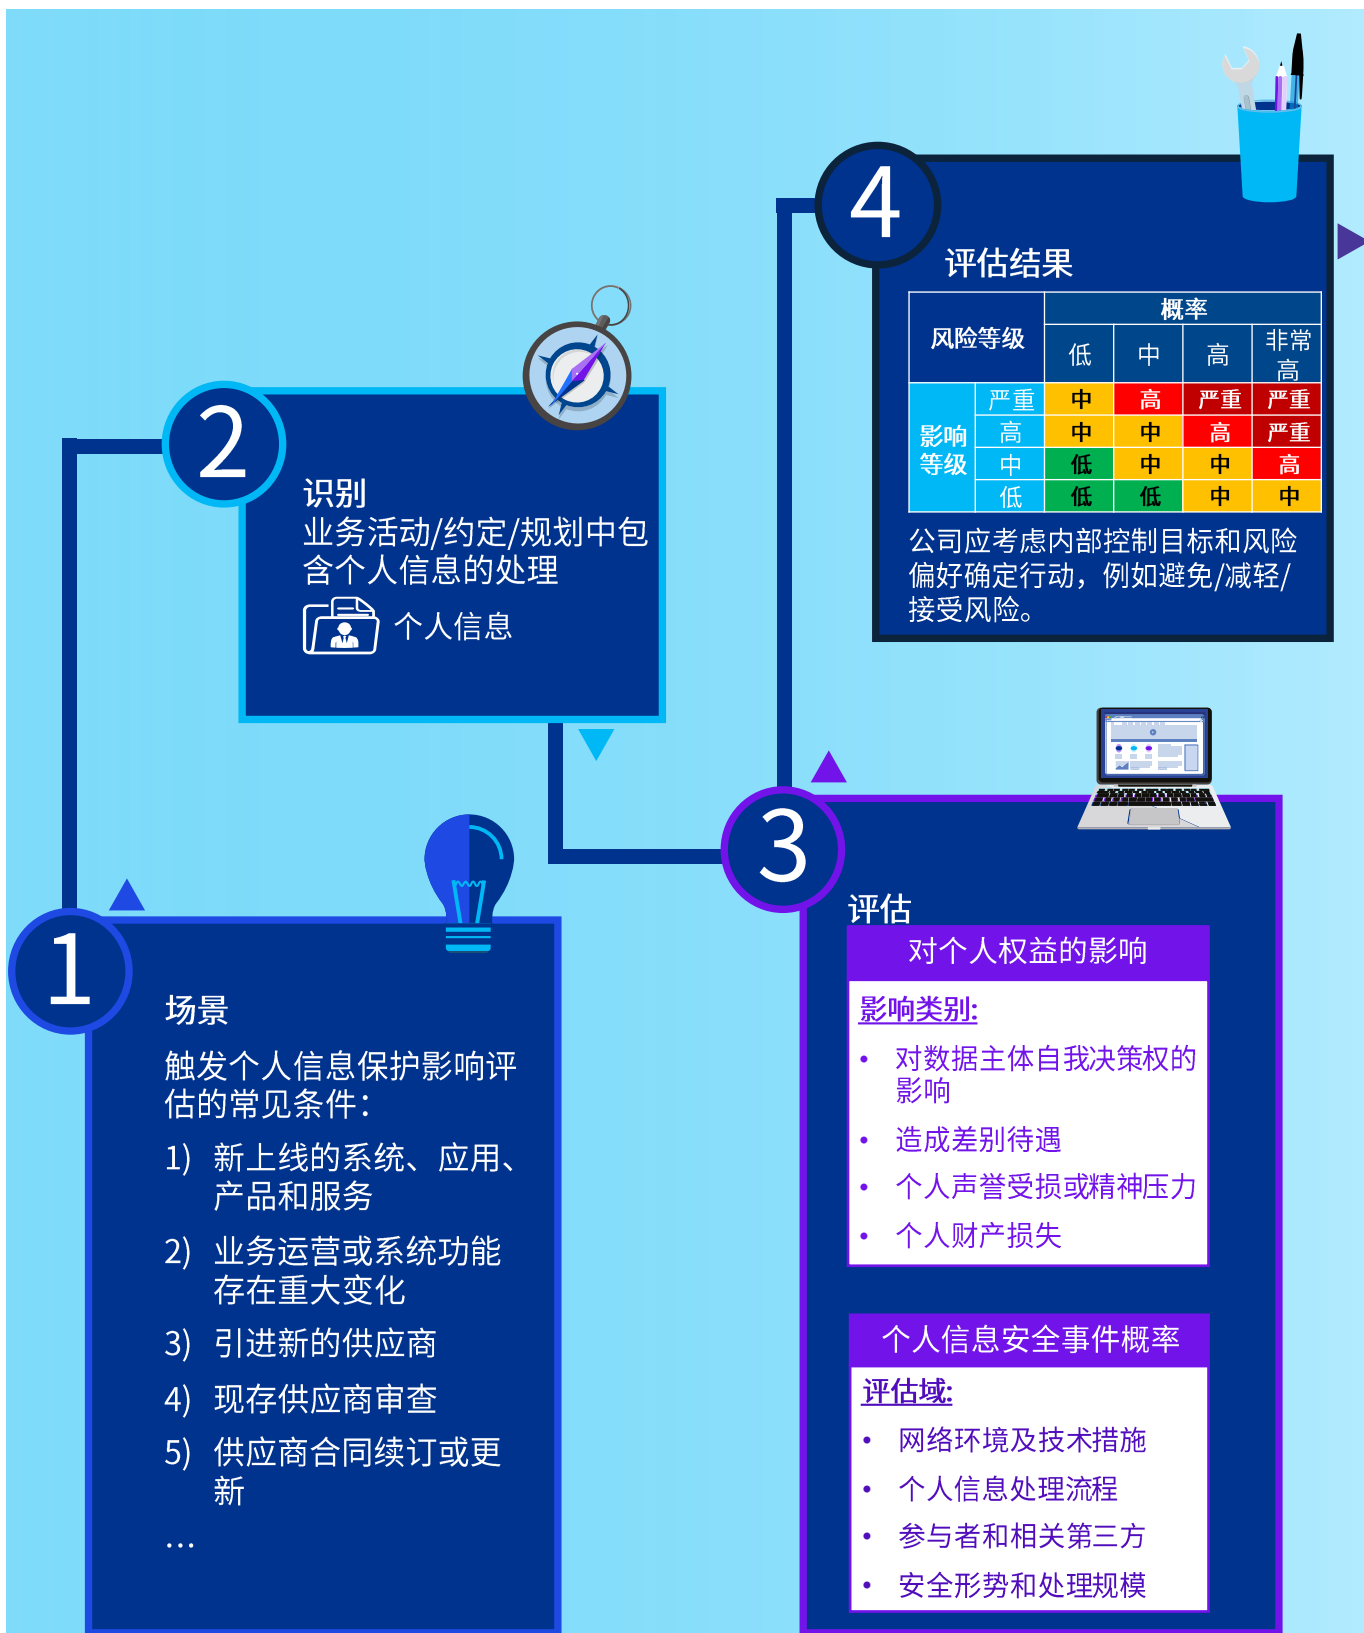 1
场景
触发个人信息保护影响评
估的常见条件：
1) 新上线的系统、应用、
产品和服务
2) 业务运营或系统功能
存在重大变化
3) 引进新的供应商
4) 现存供应商审查
5) 供应商合同续订或更
新
…
2
识别
业务活动/约定/规划中包
含个人信息的处理
个人信息
3
评估
对个人权益的影响
影响类别:
• 对数据主体自我决策权的
影响
• 造成差别待遇
• 个人声誉受损或精神压力
• 个人财产损失
个人信息安全事件概率
评估域:
• 网络环境及技术措施
• 个人信息处理流程
• 参与者和相关第三方
• 安全形势和处理规模
4
评估结果
风险等级 概率
低 中 高 非常
高
影响
等级
严重 中 高 严重 严重
高 中 中 高 严重
中 低 中 中 高
低 低 低 中 中
公司应考虑内部控制目标和风险
偏好确定行动，例如避免/减轻/
接受风险。